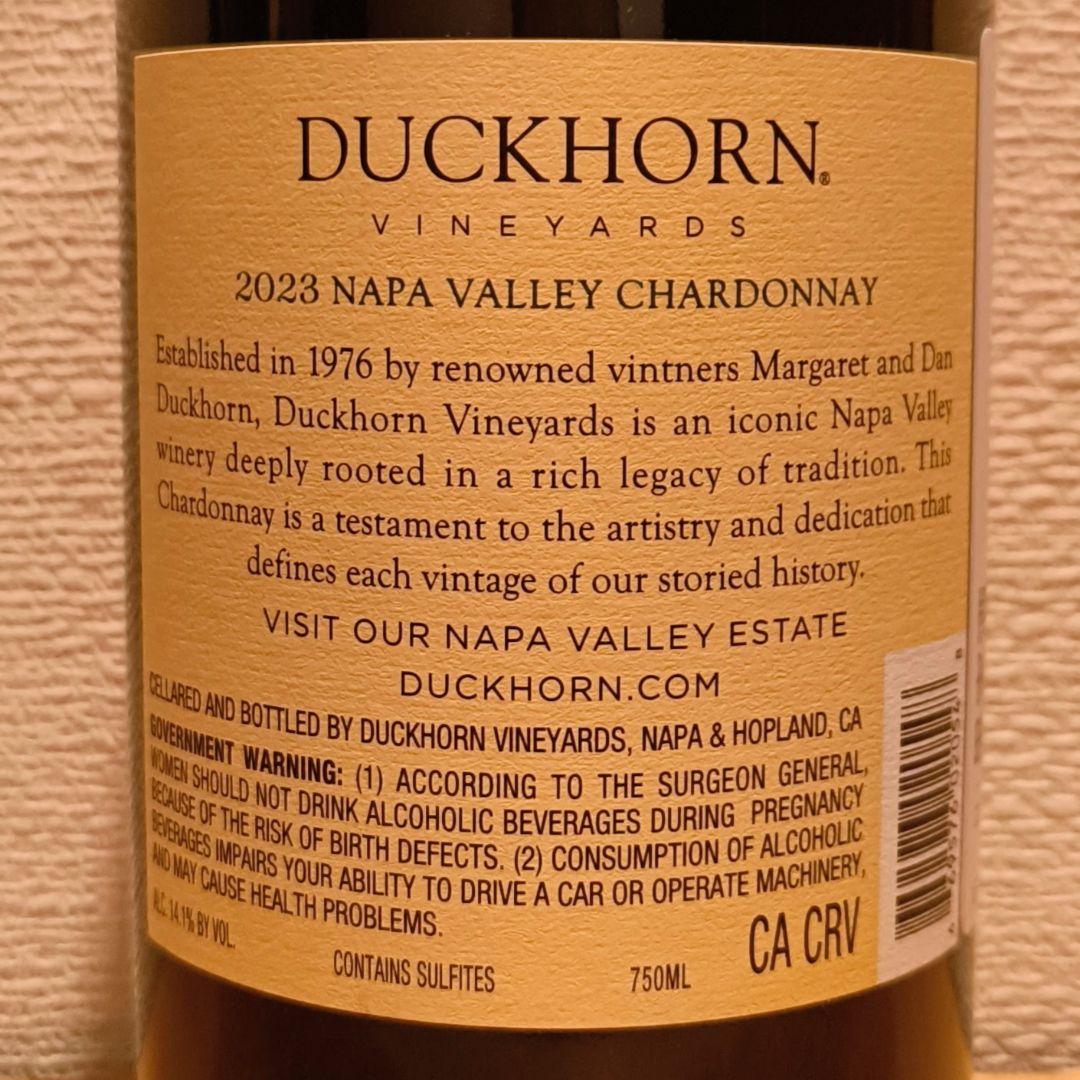 DUCKHORN®
VINEYARDS
2023 NAPA VALLEY CHARDONNAY
Established in 1976 by renowned vintners Margaret and Dan
Duckhorn, Duckhorn Vineyards is an iconic Napa Valley
winery deeply rooted in a rich legacy of tradition. This
Chardonnay is a testament to the artistry and dedication that
defines each vintage of our storied history.
VISIT OUR NAPA VALLEY ESTATE
DUCKHORN.COM
CELLARED AND BOTTLED BY DUCKHORN VINEYARDS, NAPA & HOPLAND, CA
GOVERNMENT WARNING: (1) ACCORDING TO THE SURGEON GENERAL,
WOMEN SHOULD NOT DRINK ALCOHOLIC BEVERAGES DURING PREGNANCY
BECAUSE OF THE RISK OF BIRTH DEFECTS. (2) CONSUMPTION OF ALCOHOLIC
BEVERAGES IMPAIRS YOUR ABILITY TO DRIVE A CAR OR OPERATE MACHINERY,
AND MAY CAUSE HEALTH PROBLEMS.
ALC. 14.1% BY VOL.
CONTAINS SULFITES
750ML
CA CRV